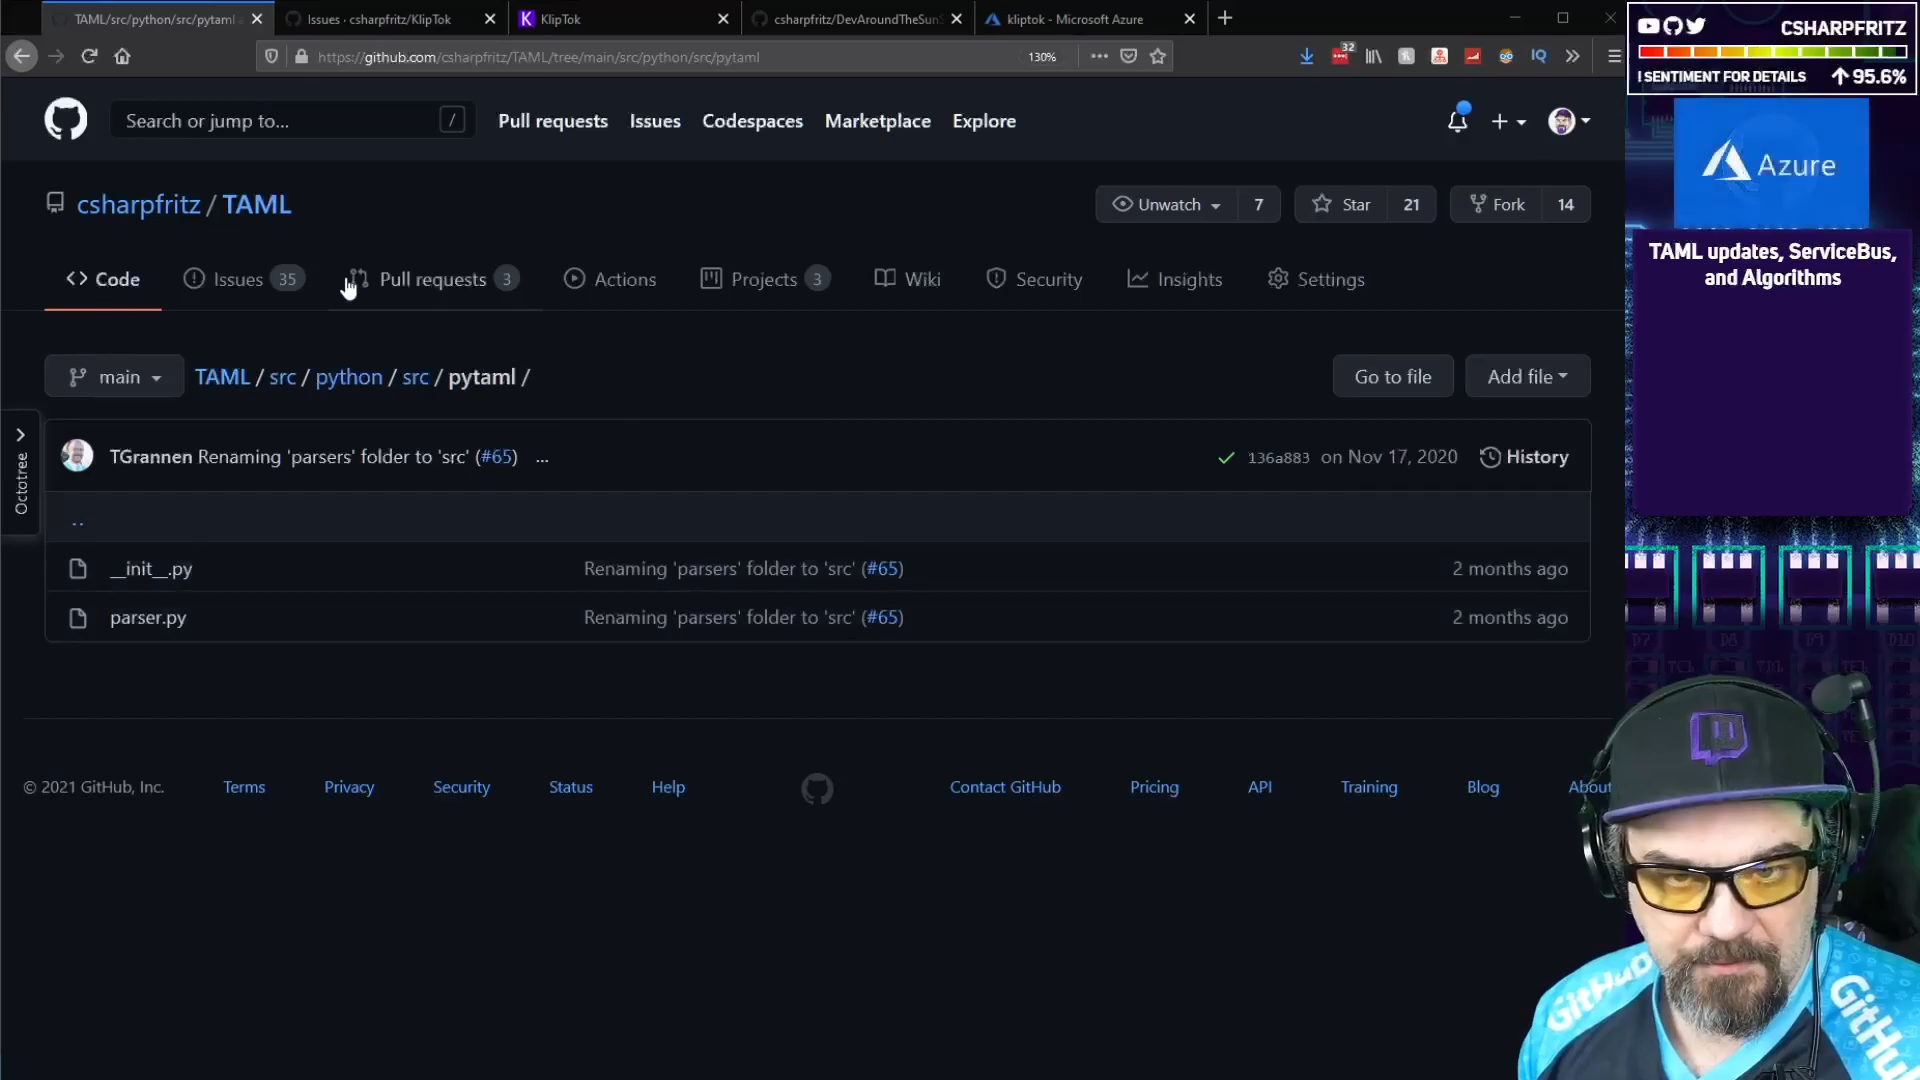 TAML/src/python/src/pytaml
Issues · csharpfritz/KlipTok
KlipTok
csharpfritz/DevAroundTheSun
kliptok - Microsoft Azure
https://github.com/csharpfritz/TAML/tree/main/src/python/src/pytaml
130%
32
IQ
CSHARPFRITZ
! SENTIMENT FOR DETAILS
95.6%
Search or jump to...
/
Pull requests
Issues
Codespaces
Marketplace
Explore
Azure
csharpfritz / TAML
Unwatch
7
Star
21
Fork
14
TAML updates, ServiceBus,
and Algorithms
Code
Issues 35
Pull requests 3
Actions
Projects 3
Wiki
Security
Insights
Settings
main
TAML / src / python / src / pytaml /
Go to file
Add file
Octotree
TGrannen Renaming 'parsers' folder to 'src' (#65) ...
136a883 on Nov 17, 2020
History
..
__init__.py
Renaming 'parsers' folder to 'src' (#65)
2 months ago
parser.py
Renaming 'parsers' folder to 'src' (#65)
2 months ago
© 2021 GitHub, Inc.
Terms
Privacy
Security
Status
Help
Contact GitHub
Pricing
API
Training
Blog
About
GitHub
GitHub